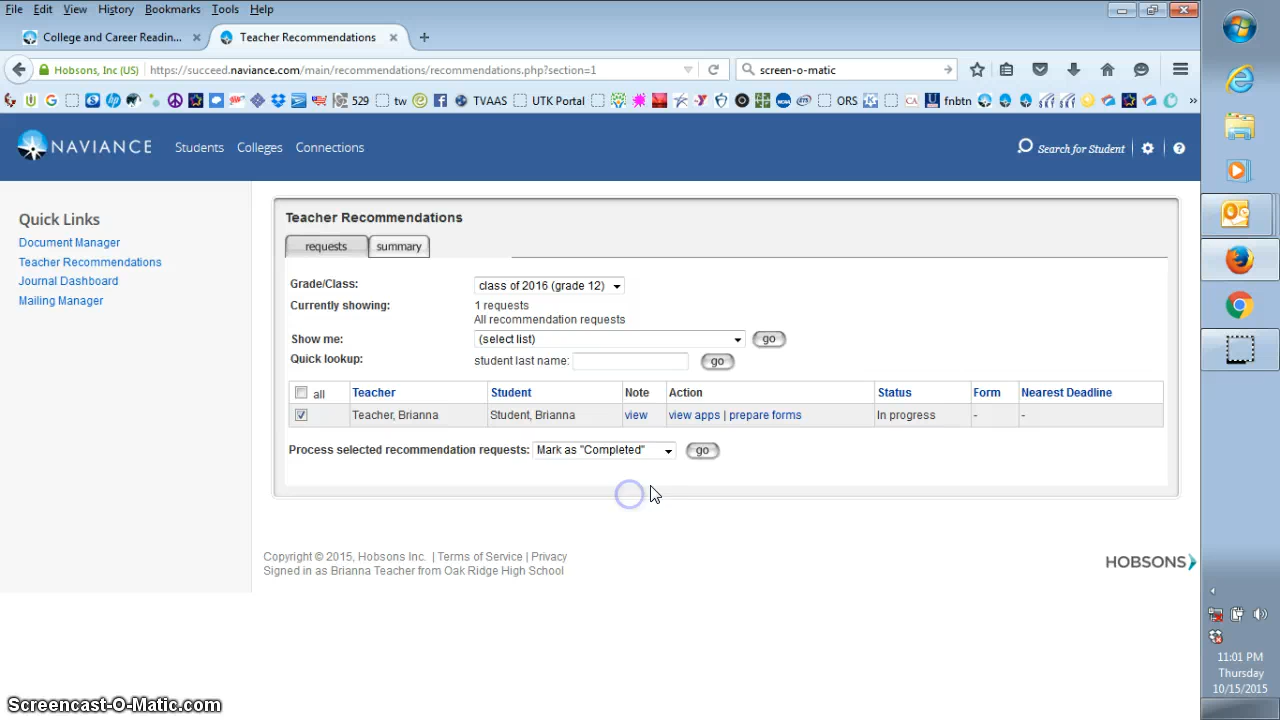 File Edit View History Bookmarks Tools Help
College and Career Readin... × Teacher Recommendations × +
Hobsons, Inc (US) https://succeed.naviance.com/main/recommendations/recommendations.php?section=1 screen-o-matic
529 tw TVAAS UTK Portal ORS CA fnbtn »
NAVIANCE Students Colleges Connections Search for Student
Quick Links
Document Manager
Teacher Recommendations
Journal Dashboard
Mailing Manager
Teacher Recommendations
requests summary
Grade/Class: class of 2016 (grade 12)
Currently showing: 1 requests
All recommendation requests
Show me: (select list) go
Quick lookup: student last name: go
all Teacher Student Note Action Status Form Nearest Deadline
Teacher, Brianna Student, Brianna view view apps | prepare forms In progress - -
Process selected recommendation requests: Mark as "Completed" go
Copyright © 2015, Hobsons Inc. | Terms of Service | Privacy
Signed in as Brianna Teacher from Oak Ridge High School
HOBSONS
11:01 PM
Thursday
10/15/2015
Screencast-O-Matic.com